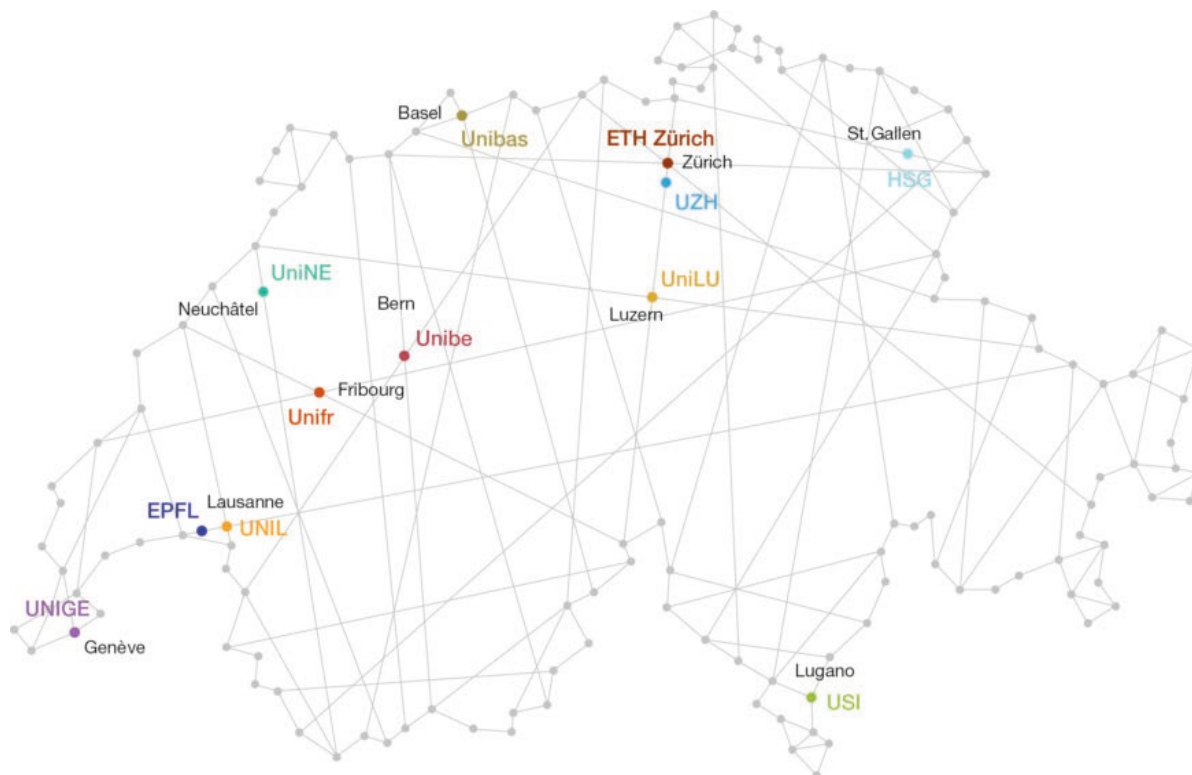 Basel
Unibas
ETH Zürich
Zürich
UZH
St. Gallen
HSG
UniNE
Neuchâtel
Bern
Unibe
UniLU
Luzern
Fribourg
Unifr
Lausanne
EPFL
UNIL
UNIGE
Genève
Lugano
USI